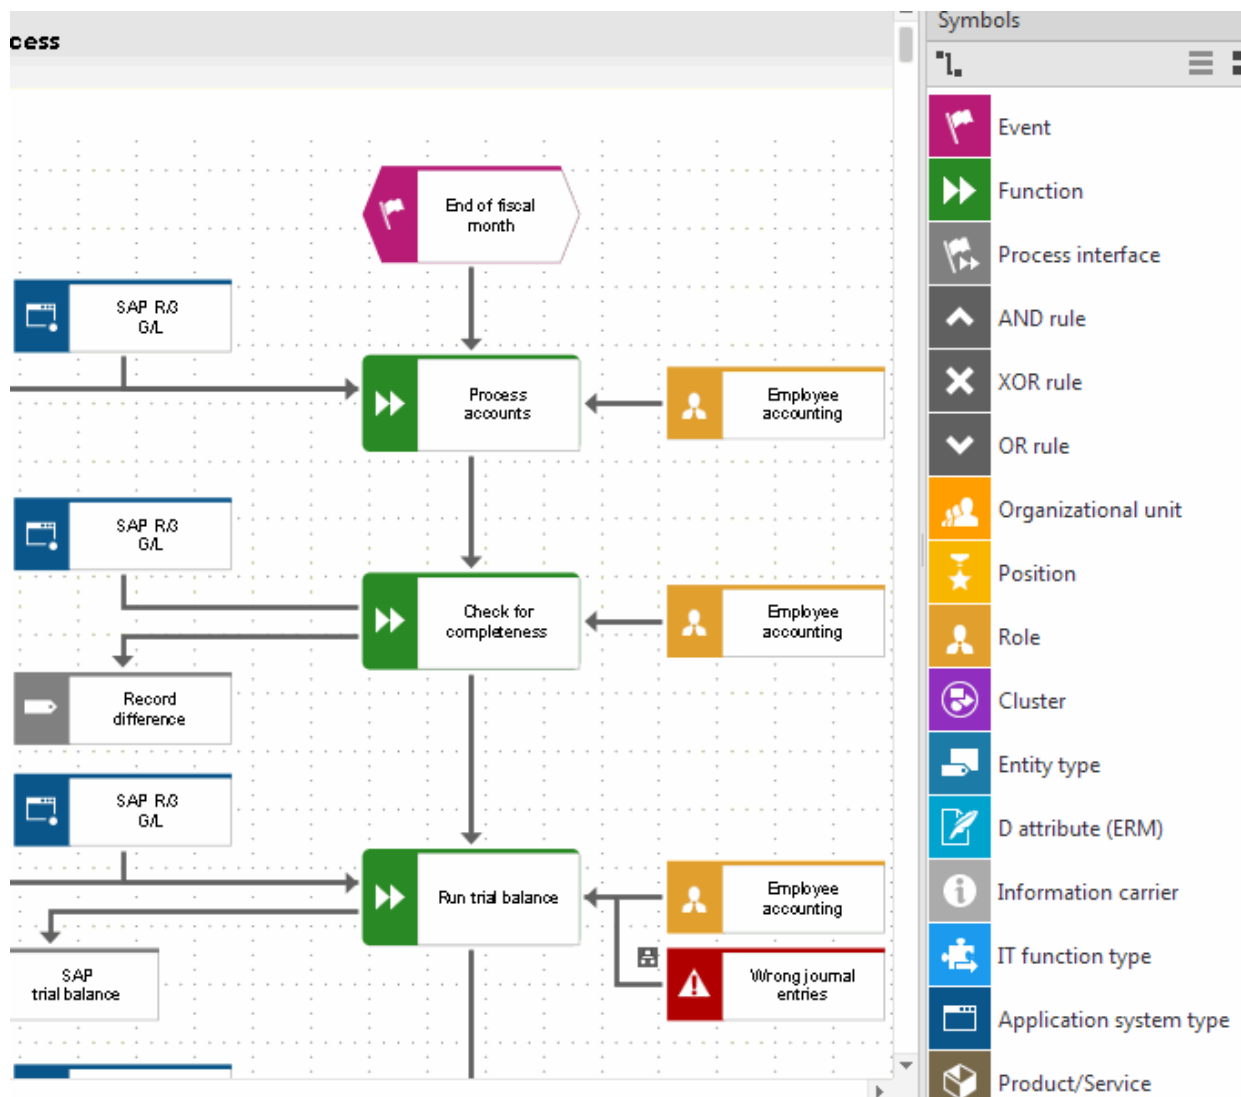 cess
Symbols
Event
Function
Process interface
AND rule
XOR rule
OR rule
Organizational unit
Position
Role
Cluster
Entity type
D attribute (ERM)
Information carrier
IT function type
Application system type
Product/Service
End of fiscal
month
SAP R/3
G/L
Process
accounts
Employee
accounting
SAP R/3
G/L
Check for
completeness
Employee
accounting
Record
difference
SAP R/3
G/L
Run trial balance
Employee
accounting
SAP
trial balance
Wrong journal
entries